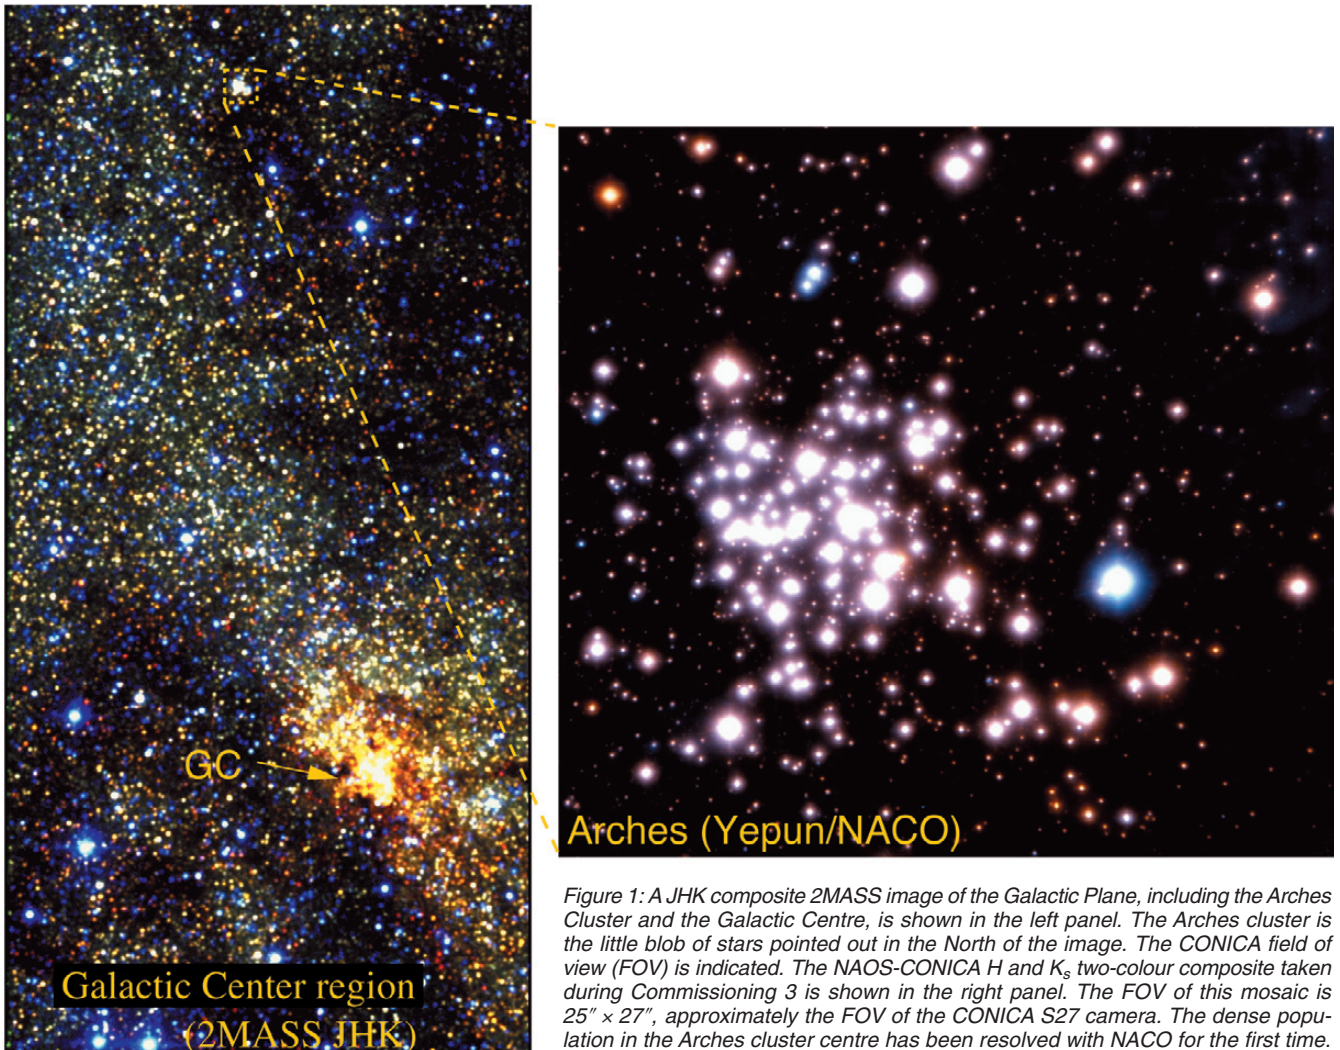 GC
Galactic Center region
(2MASS JHK)
Arches (Yepun/NACO)
Figure 1: A JHK composite 2MASS image of the Galactic Plane, including the Arches
Cluster and the Galactic Centre, is shown in the left panel. The Arches cluster is
the little blob of stars pointed out in the North of the image. The CONICA field of
view (FOV) is indicated. The NAOS-CONICA H and Kₛ two-colour composite taken
during Commissioning 3 is shown in the right panel. The FOV of this mosaic is
25″ × 27″, approximately the FOV of the CONICA S27 camera. The dense popu-
lation in the Arches cluster centre has been resolved with NACO for the first time.